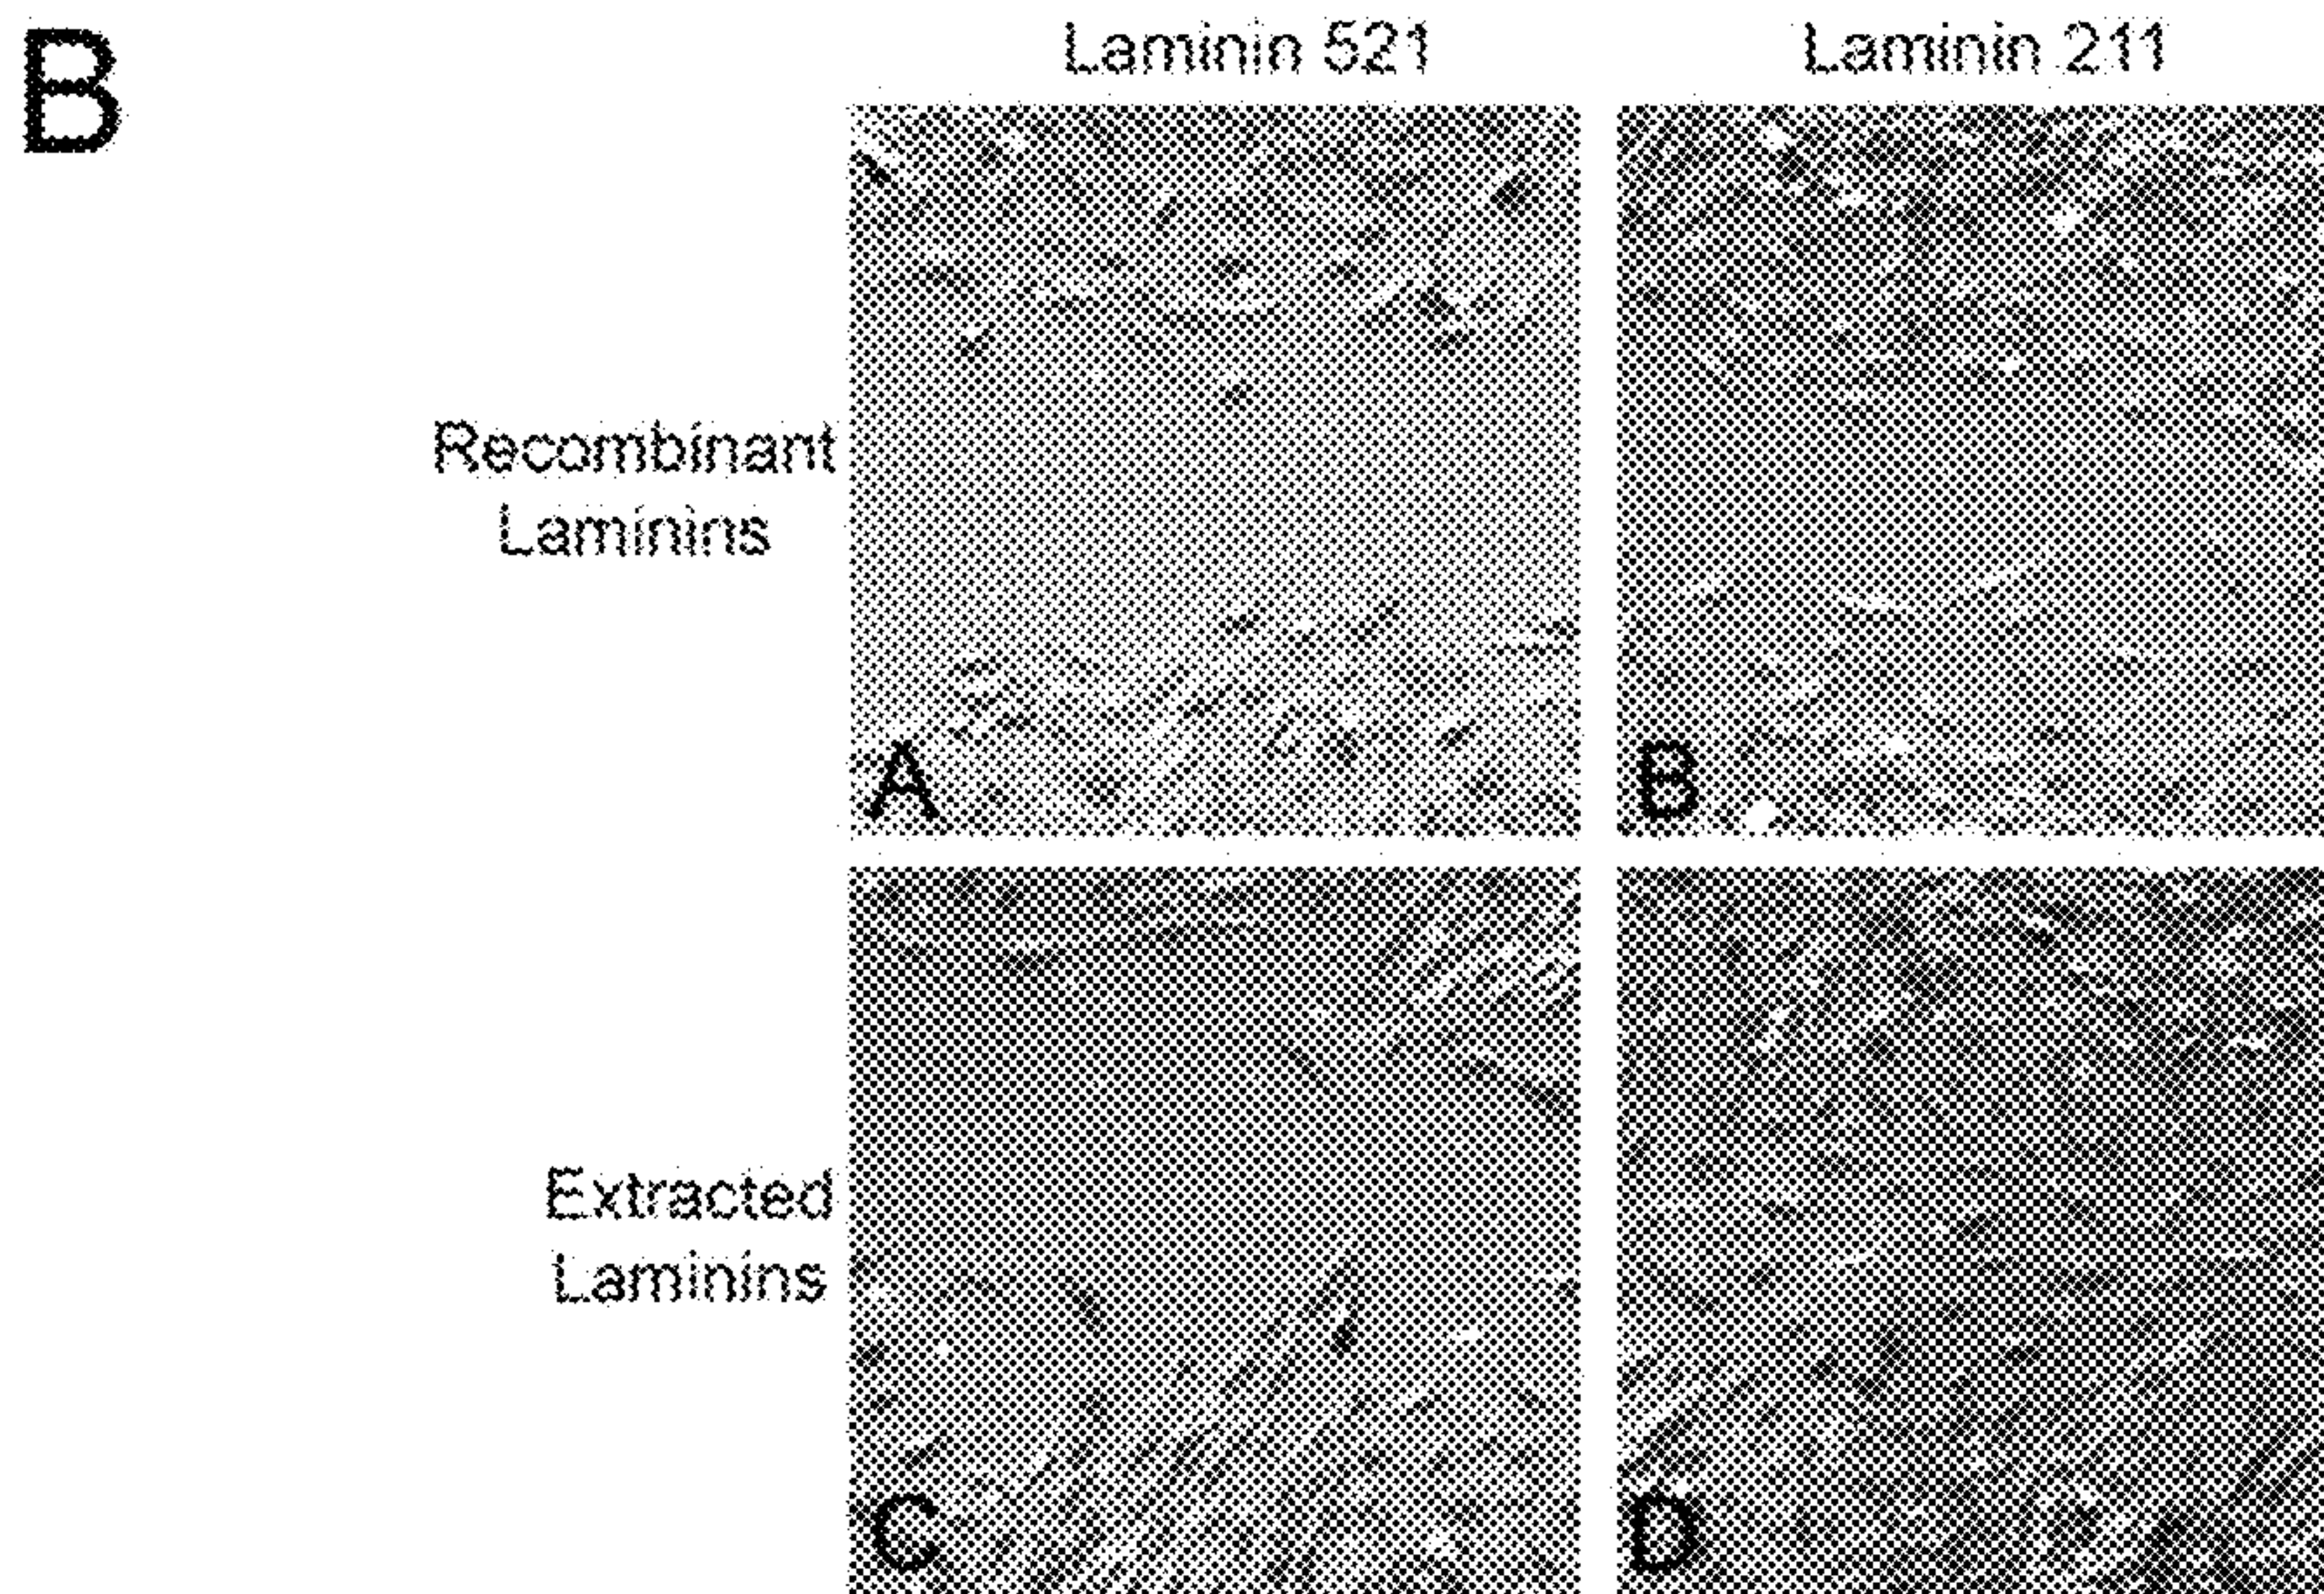 B
Laminin 521
Laminin 211
Recombinant
Laminins
A
B
Extracted
Laminins
C
D